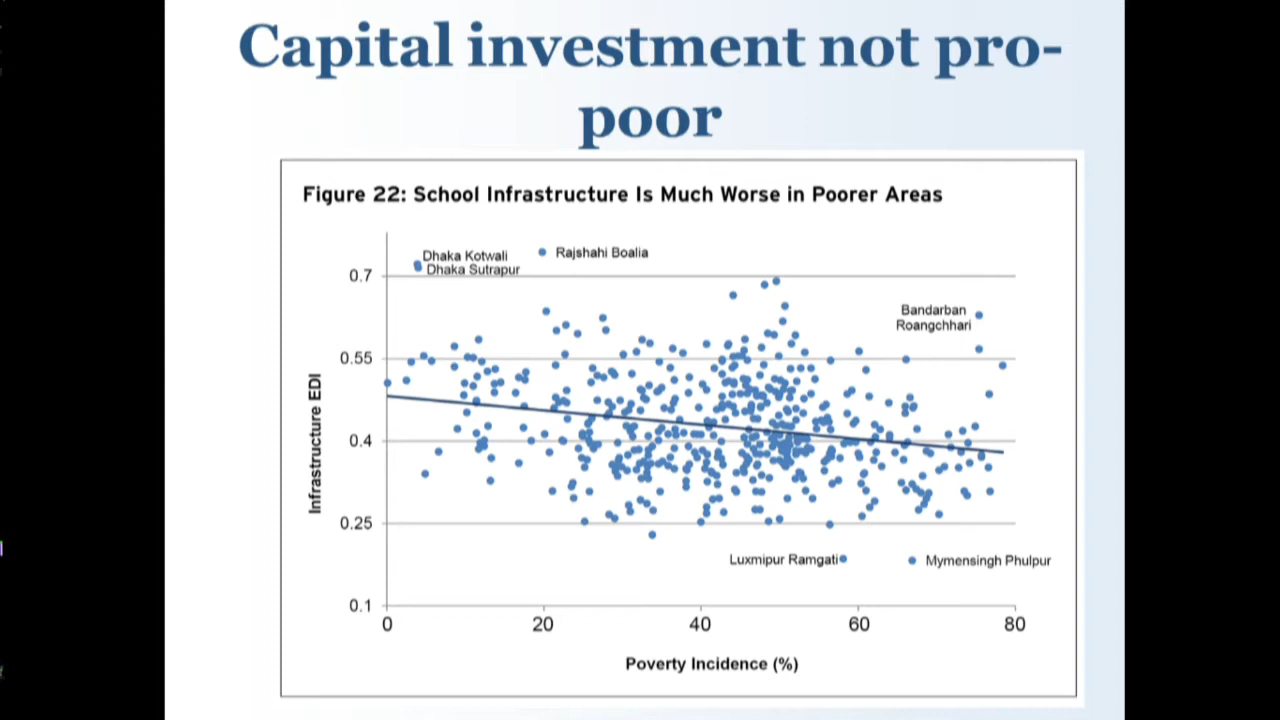 Capital investment not pro-
poor
Figure 22: School Infrastructure Is Much Worse in Poorer Areas
Dhaka Kotwali
Dhaka Sutrapur
Rajshahi Boalia
0.7
Bandarban
Roangchhari
0.55
Infrastructure EDI
0.4
0.25
Luxmipur Ramgati
Mymensingh Phulpur
0.1
0 20 40 60 80
Poverty Incidence (%)